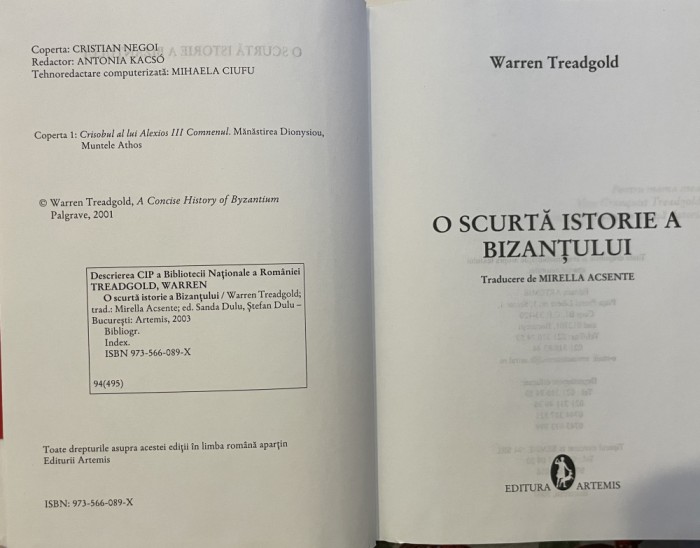 Coperta: CRISTIAN NEGOI
Redactor: ANTONIA KACSÓ
Tehnoredactare computerizată: MIHAELA CIUFU
Coperta 1: Crisobul al lui Alexios III Comnenul. Mănăstirea Dionysiou,
Muntele Athos
© Warren Treadgold, A Concise History of Byzantium
Palgrave, 2001
Descrierea CIP a Bibliotecii Naţionale a României
TREADGOLD, WARREN
O scurtă istorie a Bizanţului / Warren Treadgold;
trad.: Mirella Acsente; ed. Sanda Dulu, Ştefan Dulu –
Bucureşti: Artemis, 2003
Bibliogr.
Index.
ISBN 973-566-089-X
94(495)
Toate drepturile asupra acestei ediţii în limba română aparţin
Editurii Artemis
ISBN: 973-566-089-X
Warren Treadgold
O SCURTĂ ISTORIE A
BIZANŢULUI
Traducere de MIRELLA ACSENTE
EDITURA ARTEMIS